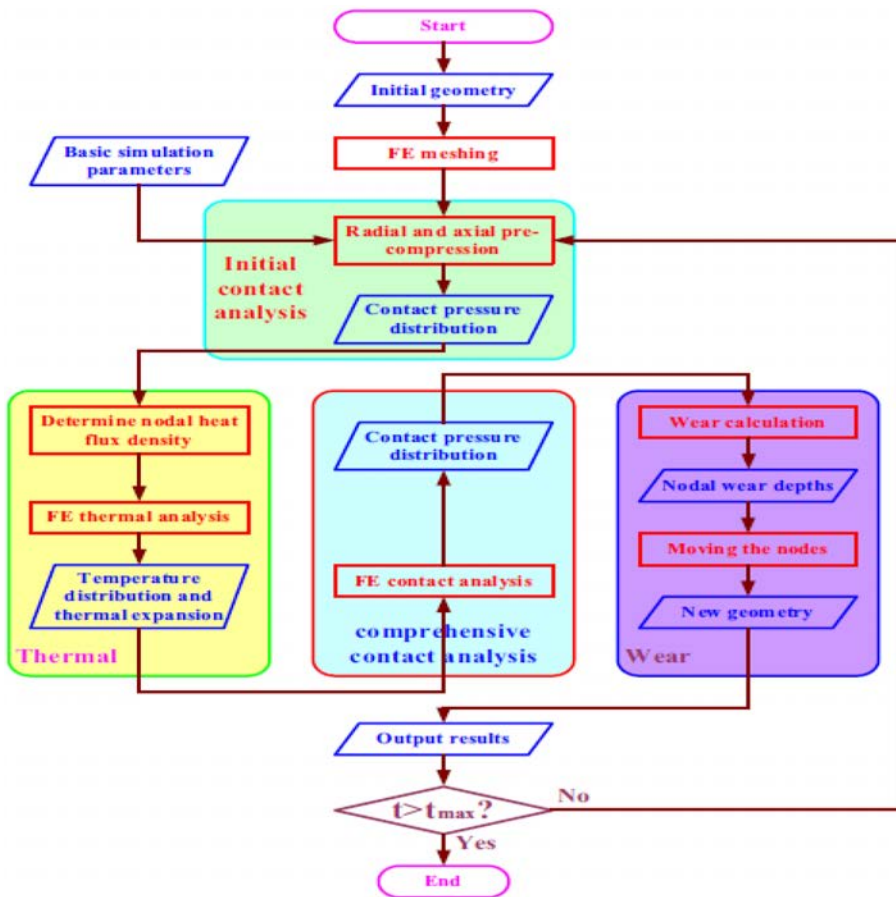 Start
Initial geometry
Basic simulation
parameters
FE meshing
Radial and axial pre-
compression
Initial
contact
analysis
Contact pressure
distribution
Determine nodal heat
flux density
FE thermal analysis
Temperature
distribution and
thermal expansion
Thermal
Contact pressure
distribution
FE contact analysis
comprehensive
contact analysis
Wear calculation
Nodal wear depths
Moving the nodes
New geometry
Wear
Output results
t>tmax?
No
Yes
End